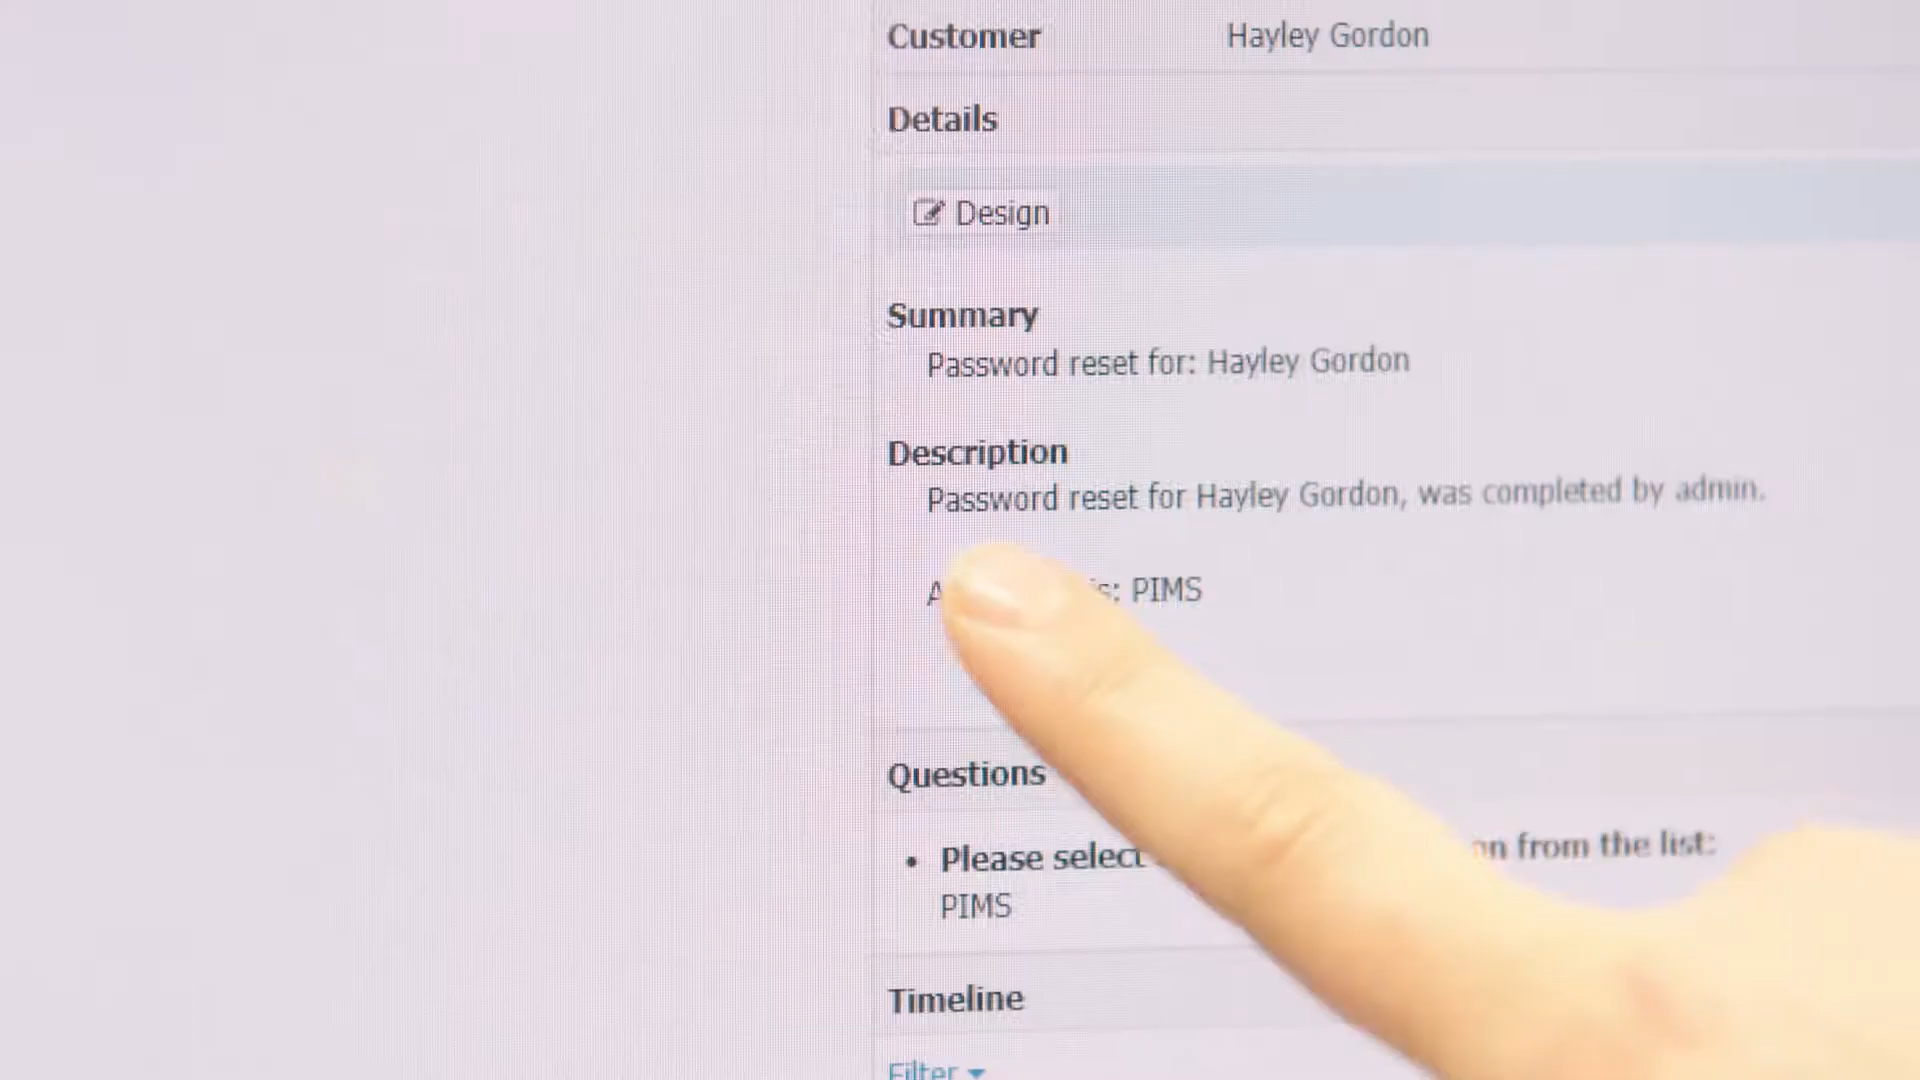 Customer Hayley Gordon
Details
Design
Summary
Password reset for: Hayley Gordon
Description
Password reset for Hayley Gordon, was completed by admin.
PIMS
Questions
• Please select from the list:
PIMS
Timeline
Filter